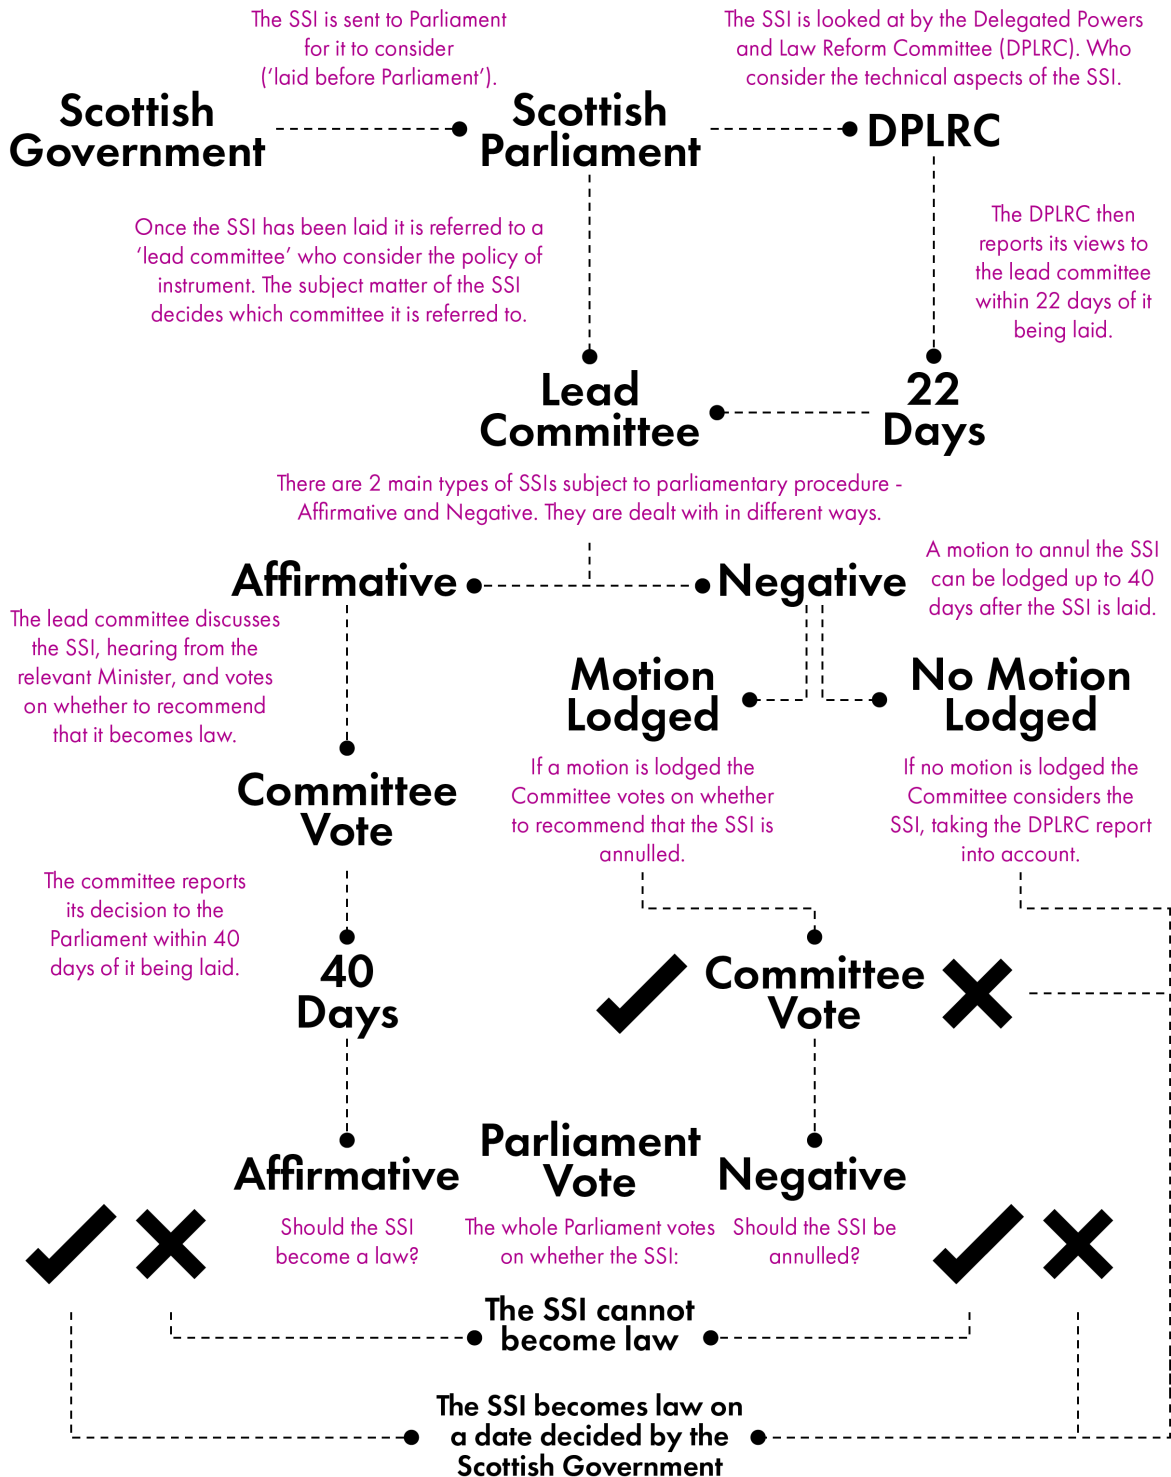 The SSI is sent to Parliament
for it to consider
(‘laid before Parliament’).
The SSI is looked at by the Delegated Powers
and Law Reform Committee (DPLRC). Who
consider the technical aspects of the SSI.
Scottish
Government
Scottish
Parliament
DPLRC
Once the SSI has been laid it is referred to a
‘lead committee’ who consider the policy of
instrument. The subject matter of the SSI
decides which committee it is referred to.
The DPLRC then
reports its views to
the lead committee
within 22 days of it
being laid.
Lead
Committee
22
Days
There are 2 main types of SSIs subject to parliamentary procedure -
Affirmative and Negative. They are dealt with in different ways.
Affirmative
Negative
A motion to annul the SSI
can be lodged up to 40
days after the SSI is laid.
The lead committee discusses
the SSI, hearing from the
relevant Minister, and votes
on whether to recommend
that it becomes law.
Motion
Lodged
No Motion
Lodged
If a motion is lodged the
Committee votes on whether
to recommend that the SSI is
annulled.
If no motion is lodged the
Committee considers the
SSI, taking the DPLRC report
into account.
Committee
Vote
The committee reports
its decision to the
Parliament within 40
days of it being laid.
40
Days
Committee
Vote
Affirmative
Parliament
Vote
Negative
Should the SSI
become a law?
The whole Parliament votes
on whether the SSI:
Should the SSI be
annulled?
The SSI cannot
become law
The SSI becomes law on
a date decided by the
Scottish Government